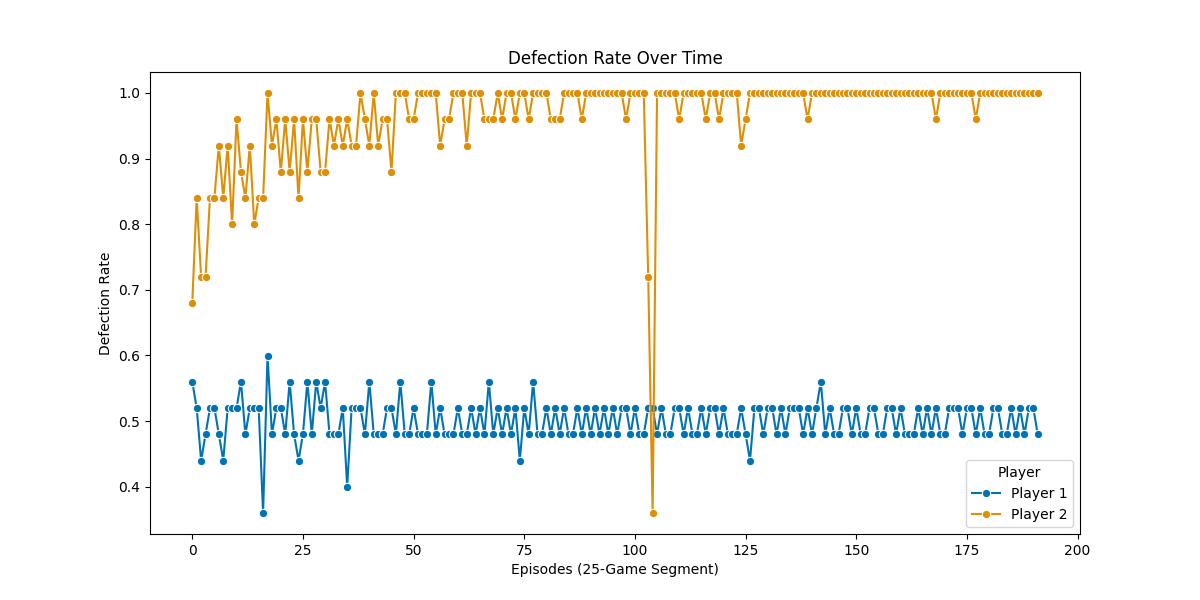 Defection Rate Over Time
Defection Rate
1.0
0.9
0.8
0.7
0.6
0.5
0.4
0
25
50
75
100
125
150
175
200
Episodes (25-Game Segment)
Player
Player 1
Player 2